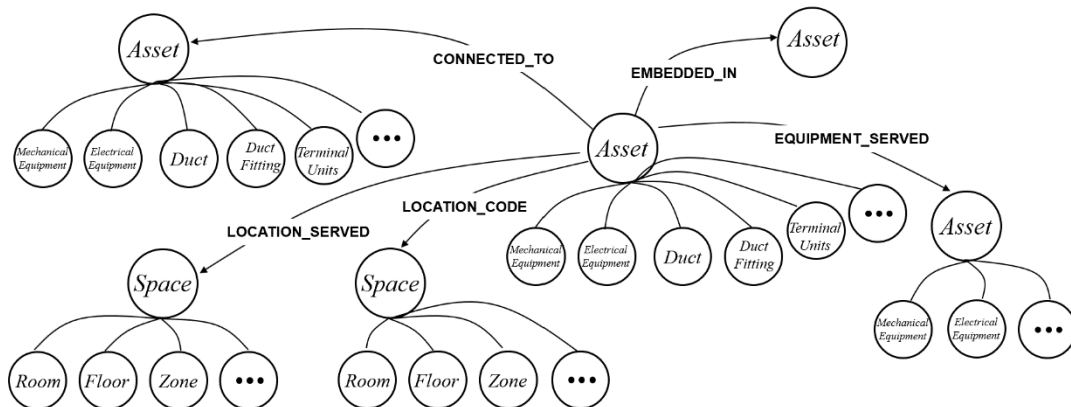 Asset
CONNECTED_TO
Asset
EMBEDDED_IN
Mechanical
Equipment
Electrical
Equipment
Duct
Duct
Fitting
Terminal
Units
•••
Asset
EQUIPMENT_SERVED
LOCATION_SERVED
LOCATION_CODE
Mechanical
Equipment
Electrical
Equipment
Duct
Duct
Fitting
Terminal
Units
•••
Asset
Mechanical
Equipment
Electrical
Equipment
•••
Space
Room
Floor
Zone
•••
Space
Room
Floor
Zone
•••